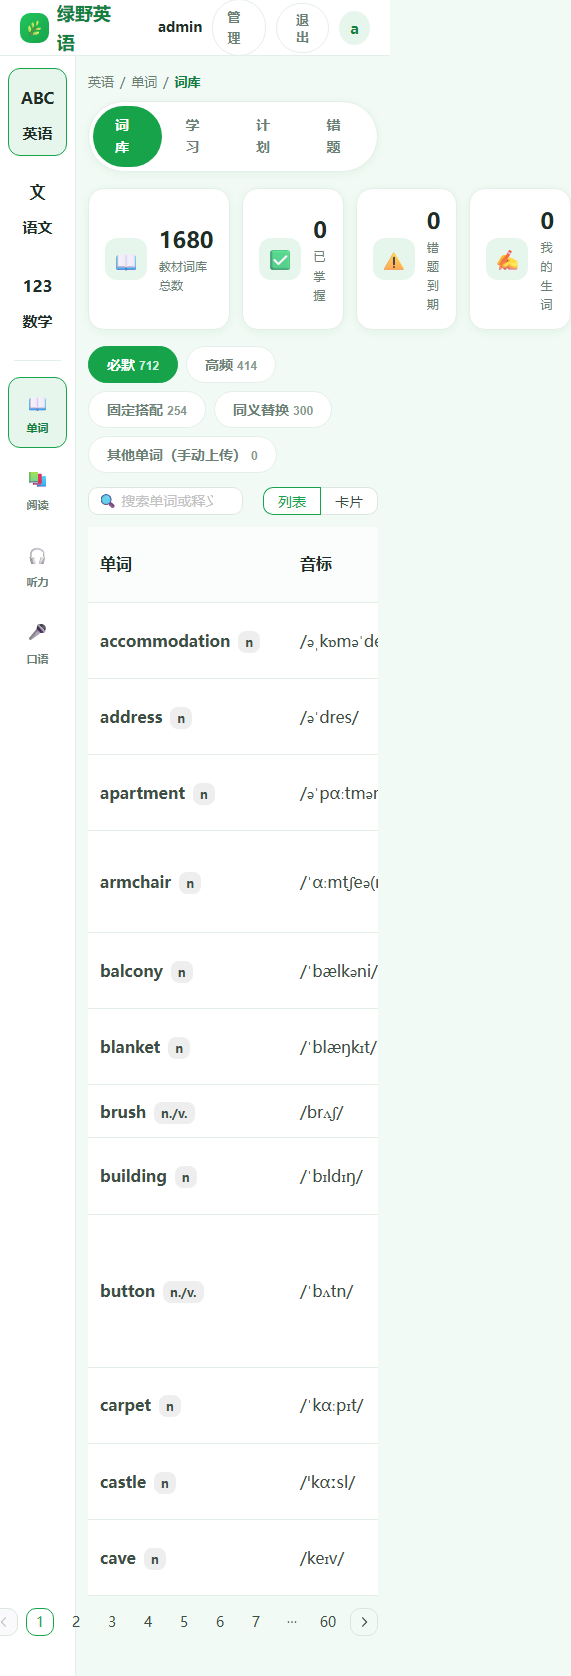 绿野英
语
admin
管
理
退
出
a
ABC
英语
文
语文
123
数学
单词
阅读
听力
口语
英语 / 单词 / 词库
词
库
学
习
计
划
错
题
1680
教材词库
总数
0
已
掌
握
0
错
题
到
期
0
我
的
生
词
必默 712
高频 414
固定搭配 254
同义替换 300
其他单词（手动上传） 0
搜索单词或释义
列表
卡片
单词 音标
accommodation n /əˌkɒməˈde
address n /əˈdres/
apartment n /əˈpɑːtmən
armchair n /ˈɑːmtʃeə(r
balcony n /ˈbælkəni/
blanket n /ˈblæŋkɪt/
brush n./v. /brʌʃ/
building n /ˈbɪldɪŋ/
button n./v. /ˈbʌtn/
carpet n /ˈkɑːpɪt/
castle n /ˈkɑːsl/
cave n /keɪv/
1 2 3 4 5 6 7 ··· 60